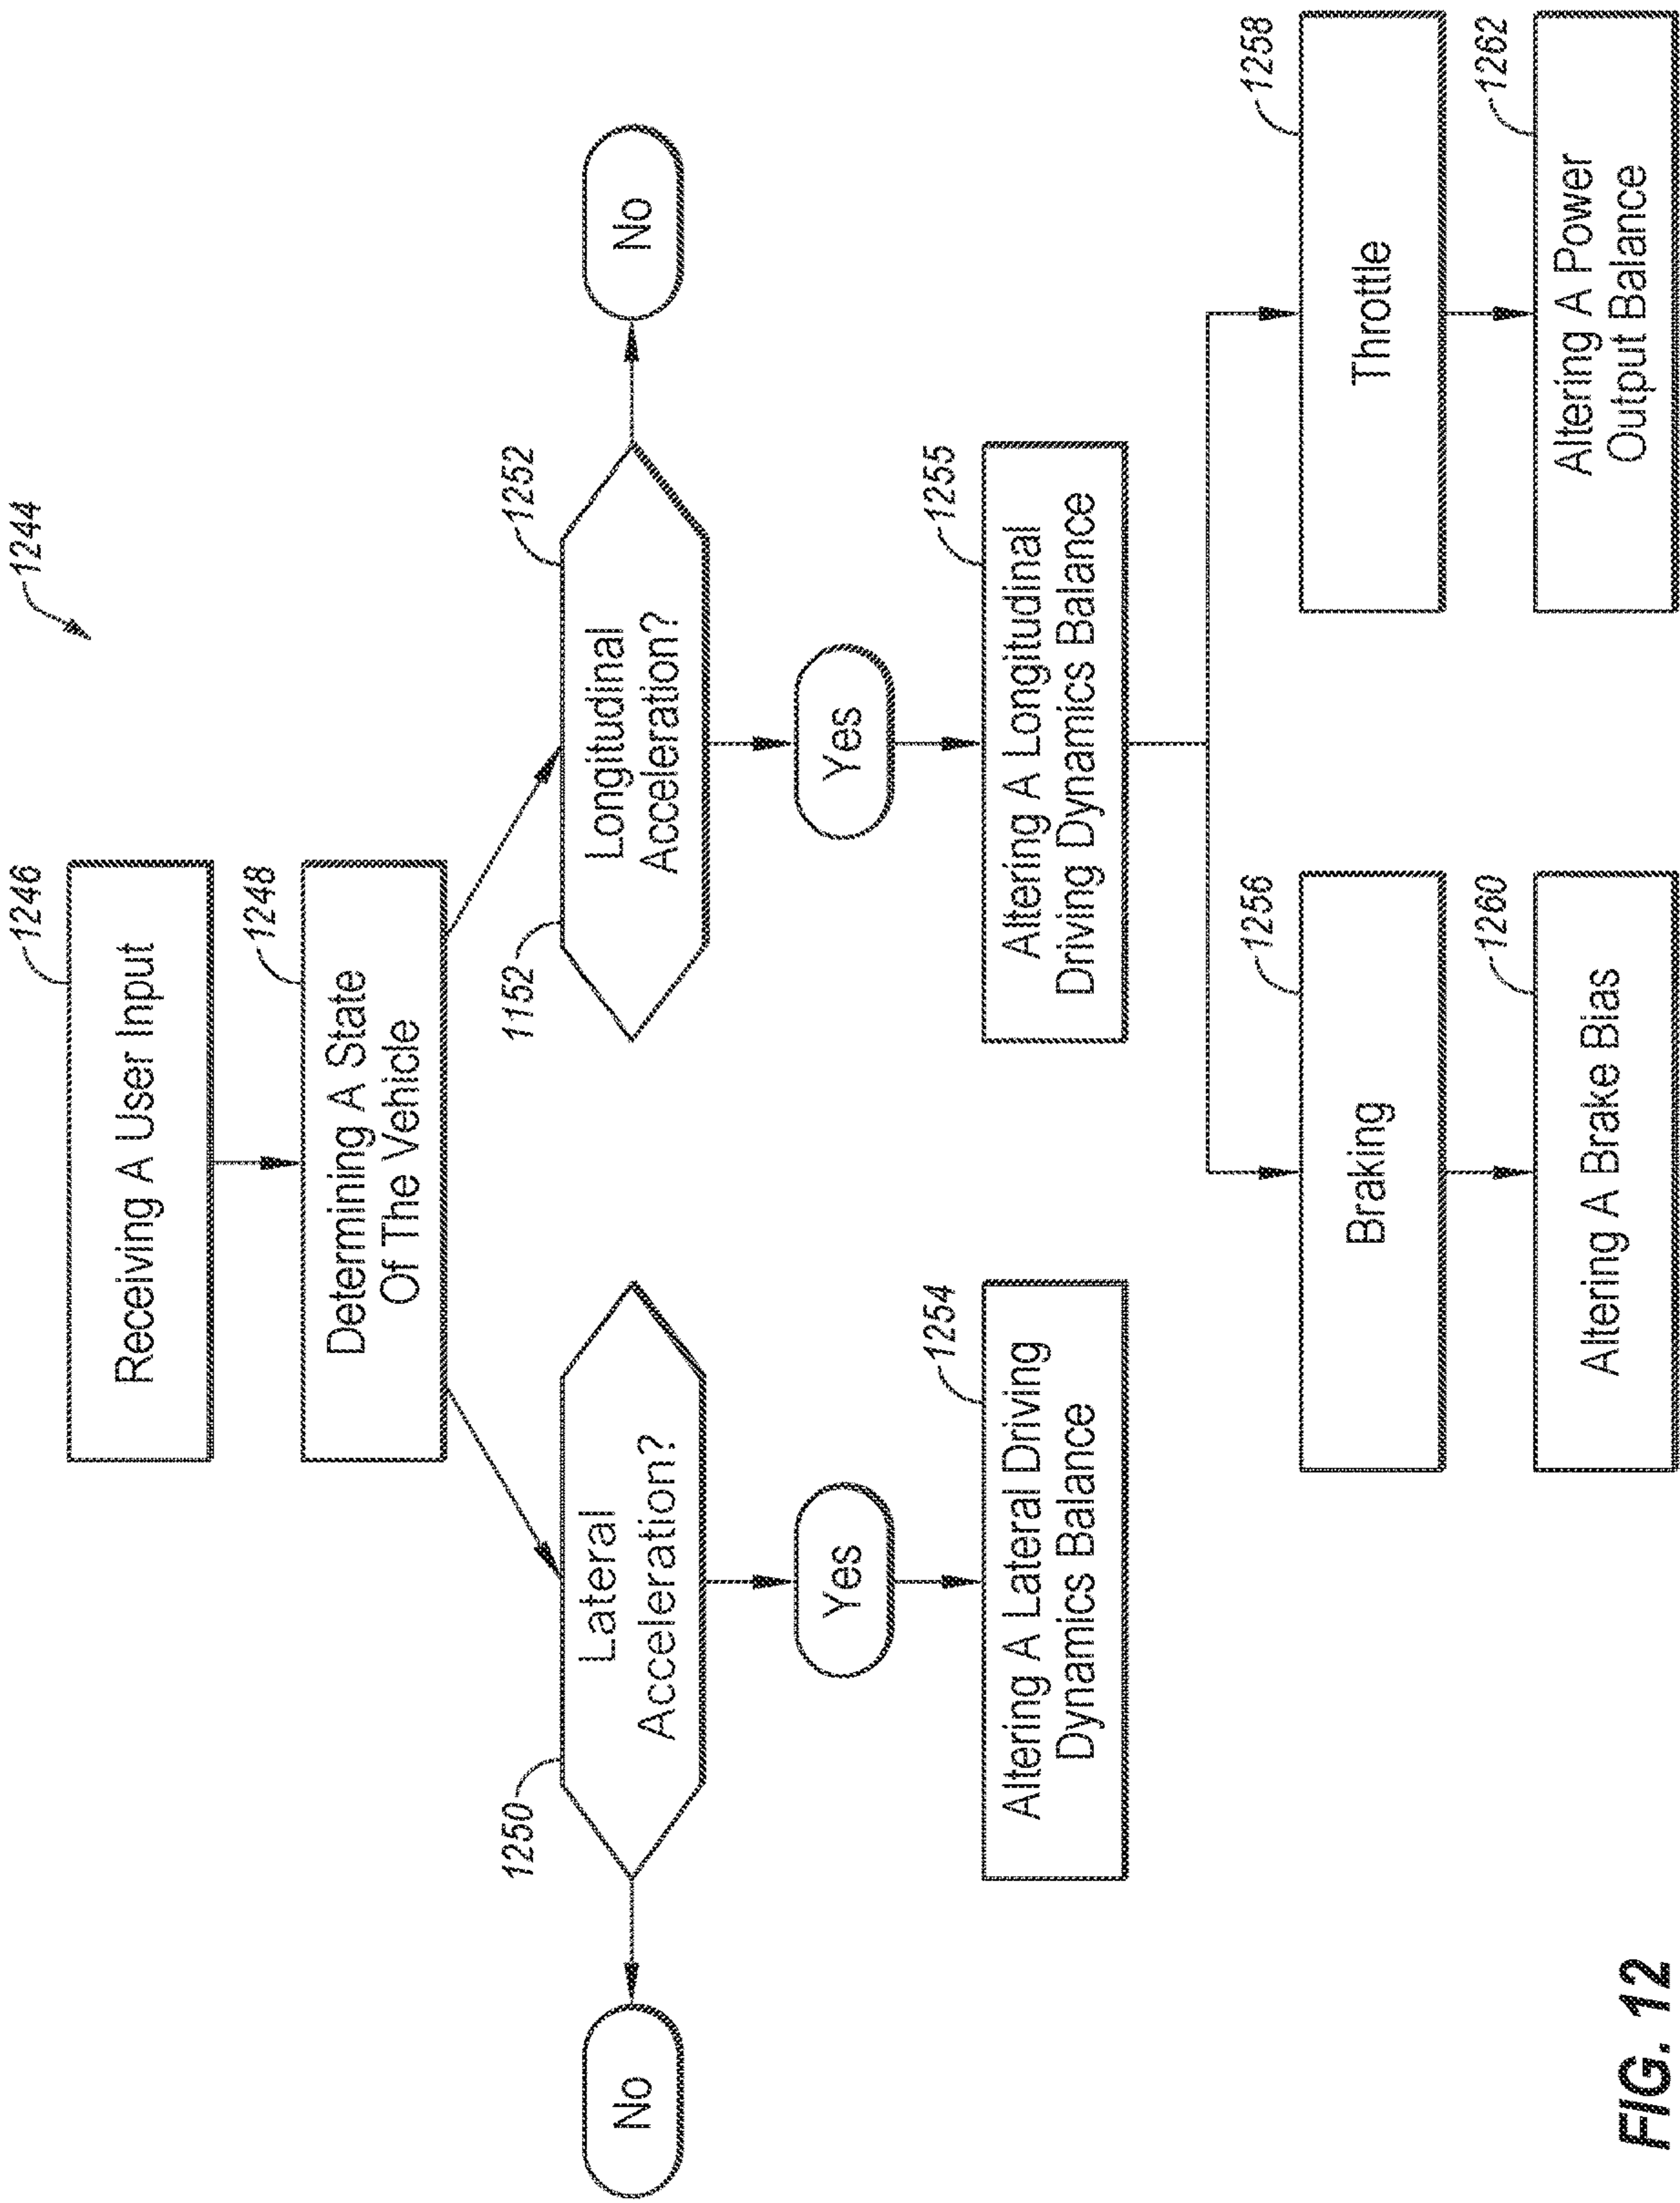 1244
1246
Receiving A User Input
1248
Determining A State
Of The Vehicle
1250
Lateral
Acceleration?
1152
1252
Longitudinal
Acceleration?
No
No
Yes
Yes
1254
Altering A Lateral Driving
Dynamics Balance
1255
Altering A Longitudinal
Driving Dynamics Balance
1256
Braking
1258
Throttle
1260
Altering A Brake Bias
1262
Altering A Power
Output Balance
FIG. 12